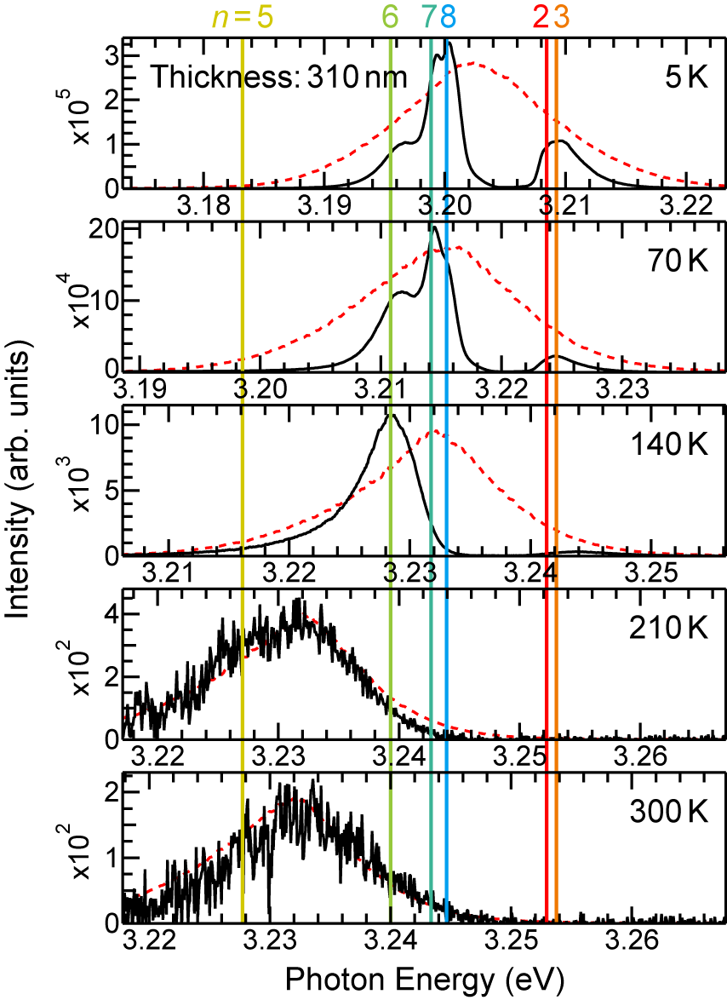 n = 5 6 7 8 2 3
Thickness: 310 nm 5 K
3
2
1
0
x10^5
3.18 3.19 3.20 3.21 3.22
70 K
20
10
0
x10^4
3.19 3.20 3.21 3.22 3.23
140 K
10
5
0
x10^3
3.21 3.22 3.23 3.24 3.25
210 K
4
2
0
x10^2
3.22 3.23 3.24 3.25 3.26
300 K
2
1
0
x10^2
3.22 3.23 3.24 3.25 3.26
Intensity (arb. units)
Photon Energy (eV)